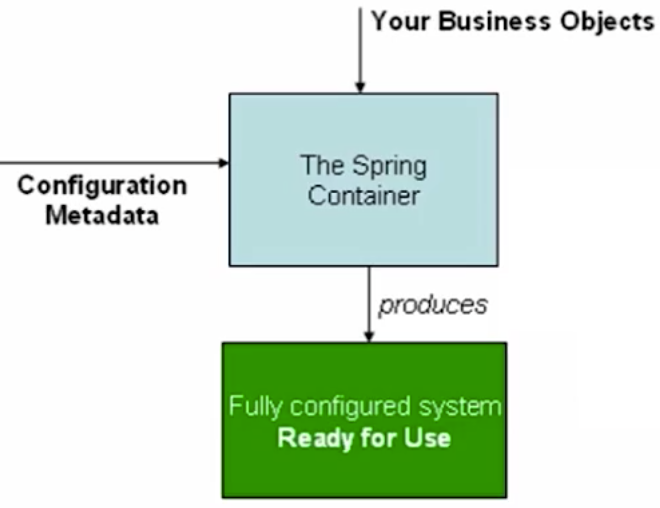 Your Business Objects
The Spring
Container
Configuration
Metadata
produces
Fully configured system
Ready for Use